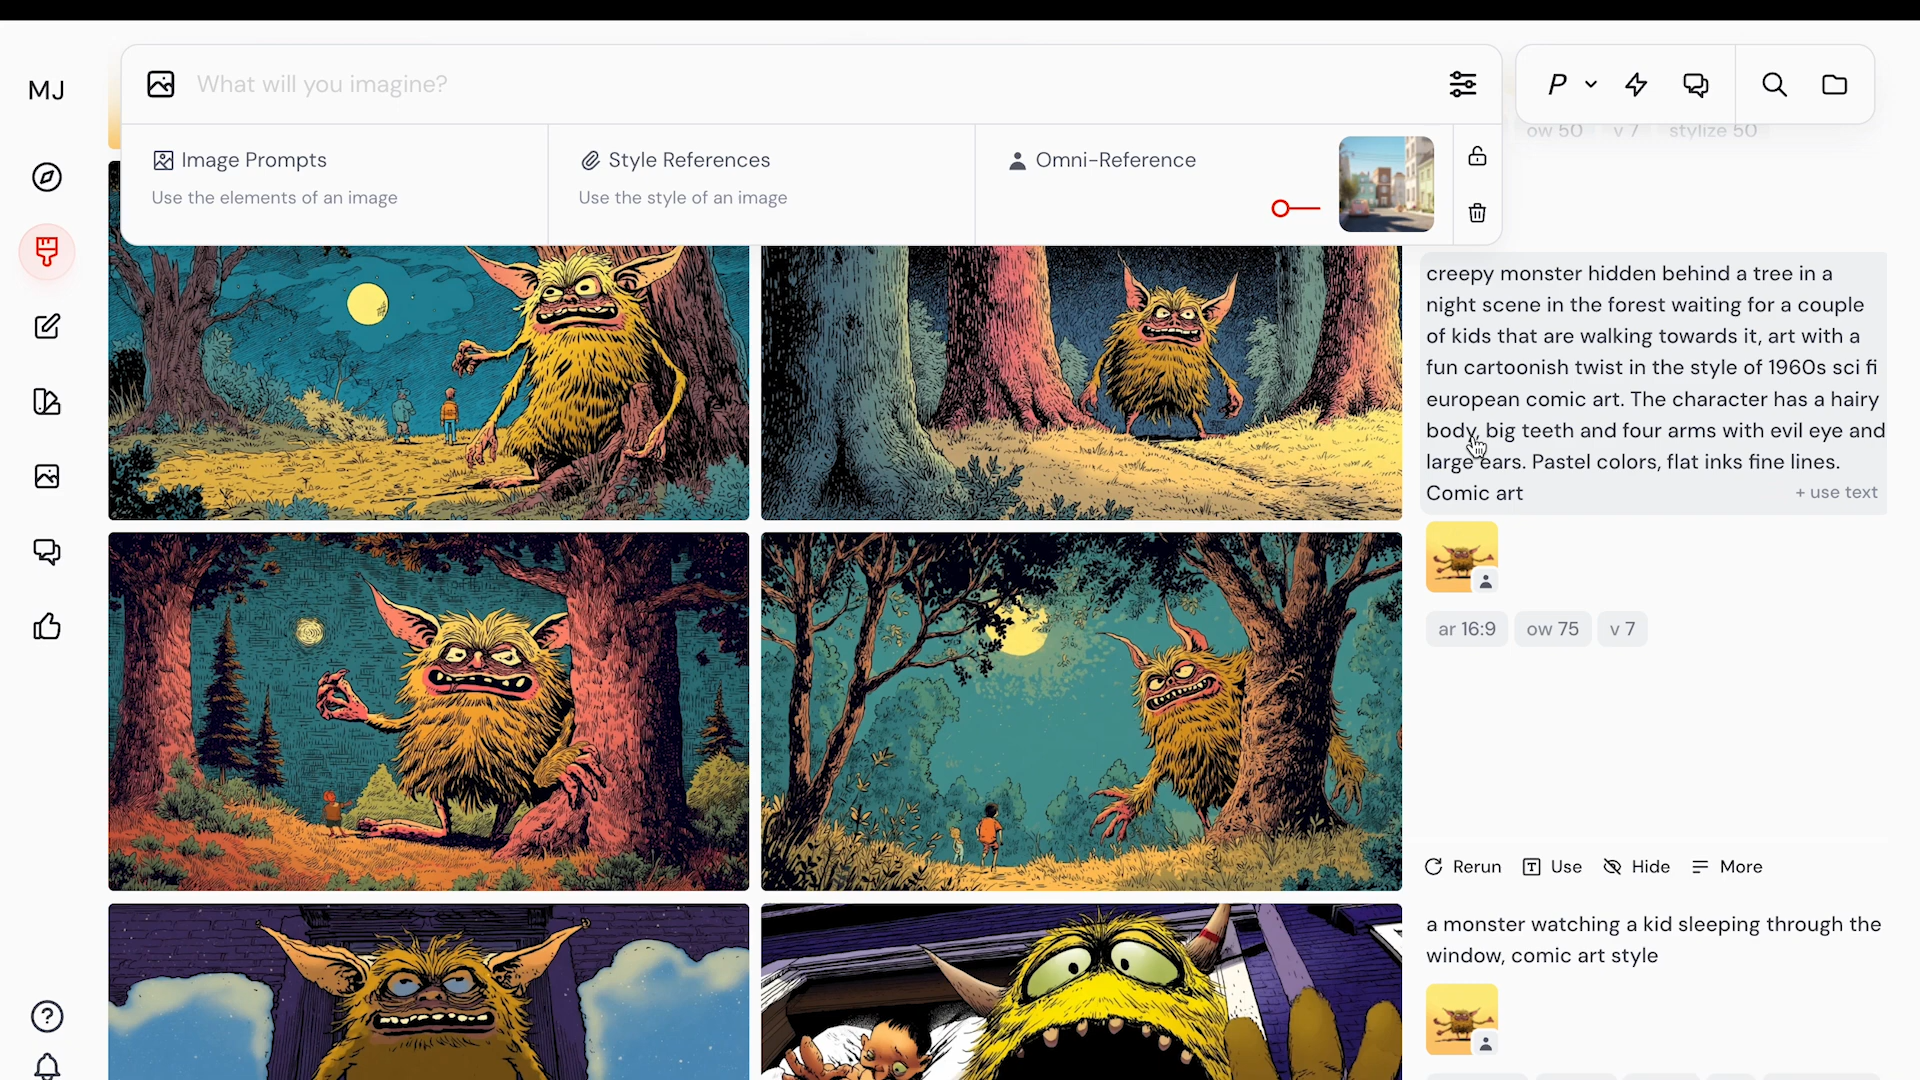 MJ
What will you imagine?
P
Image Prompts
Use the elements of an image
Style References
Use the style of an image
Omni-Reference
ow 50 v 7 stylize 50
creepy monster hidden behind a tree in a
night scene in the forest waiting for a couple
of kids that are walking towards it, art with a
fun cartoonish twist in the style of 1960s sci fi
european comic art. The character has a hairy
body, big teeth and four arms with evil eye and
large ears. Pastel colors, flat inks fine lines.
Comic art
+ use text
ar 16:9 ow 75 v 7
Rerun Use Hide More
a monster watching a kid sleeping through the
window, comic art style